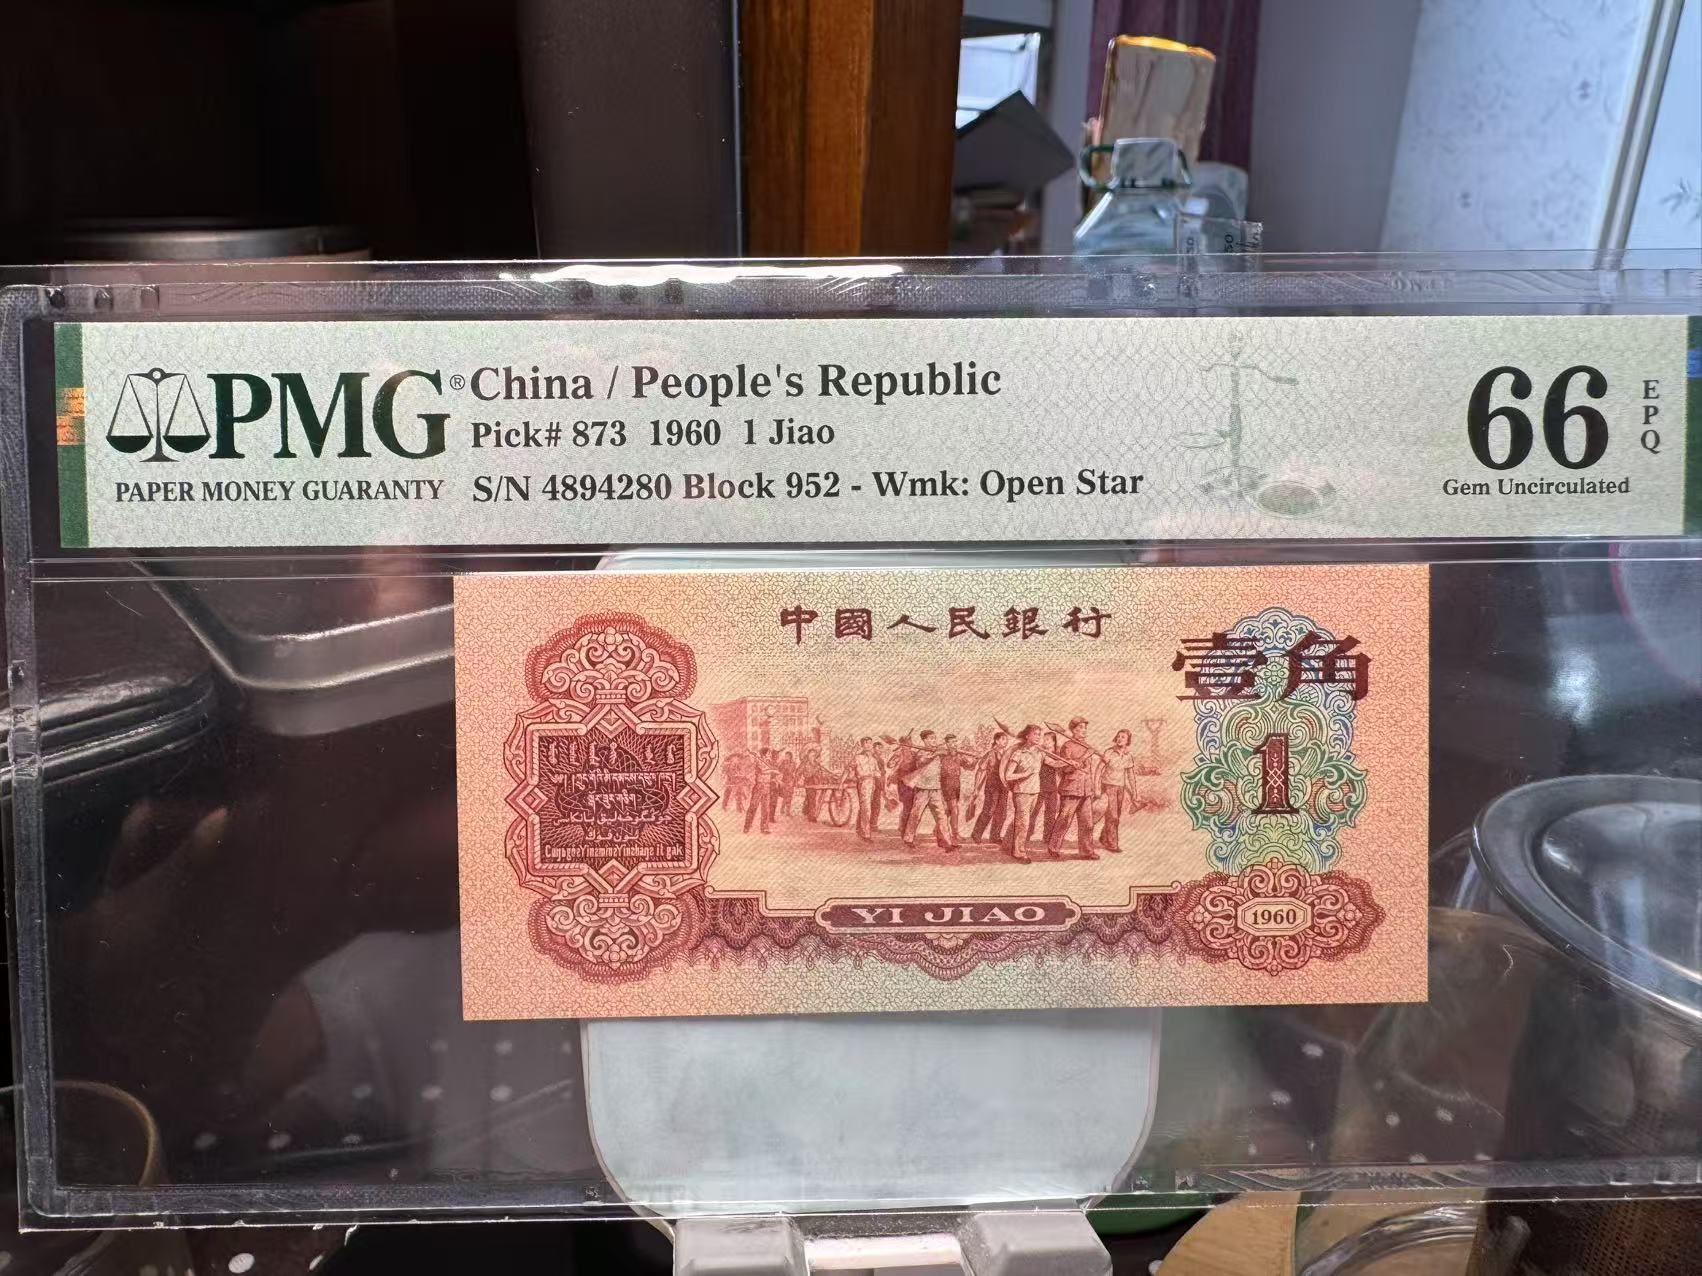 PMG® China / People's Republic
Pick# 873 1960 1 Jiao
PAPER MONEY GUARANTY
S/N 4894280 Block 952 - Wmk: Open Star
66 EPQ
Gem Uncirculated
中國人民銀行
壹角
1
YI JIAO
1960